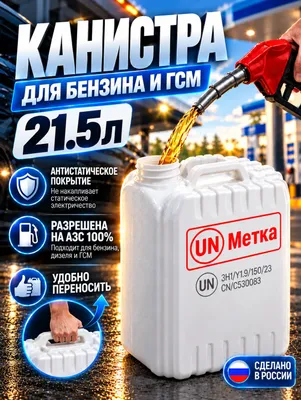 КАНИСТРА
ДЛЯ БЕНЗИНА И ГСМ
21.5л
АНТИСТАТИЧЕСКОЕ
ПОКРЫТИЕ
Не накапливает
статическое
электричество
РАЗРЕШЕНА
НА АЗС 100%
Подходит для бензина,
дизеля и ГСМ
УДОБНО
ПЕРЕНОСИТЬ
UN Метка
UN
3H1/Y1.9/150/23
CN/C530083
СДЕЛАНО
В РОССИИ